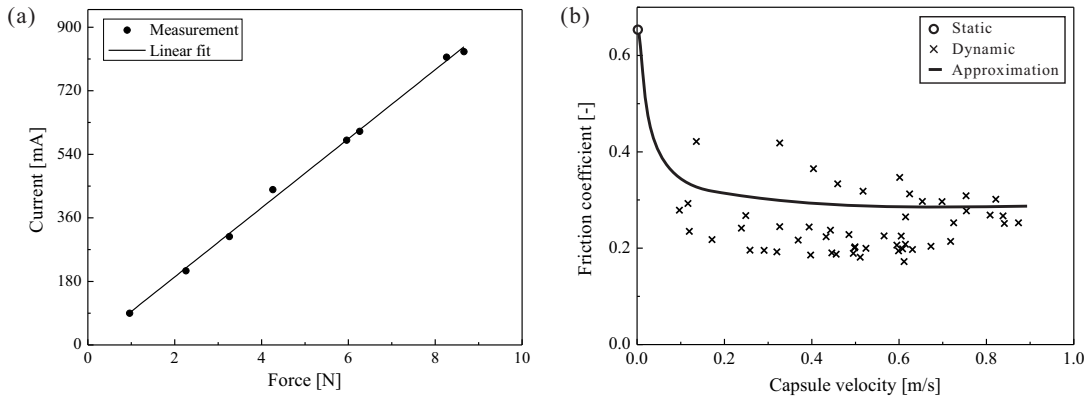 (a)
Measurement
Linear fit
900
720
540
360
180
0
Current [mA]
0 2 4 6 8 10
Force [N]
(b)
Static
Dynamic
Approximation
0.6
0.4
0.2
0.0
Friction coefficient [-]
0.0 0.2 0.4 0.6 0.8 1.0
Capsule velocity [m/s]